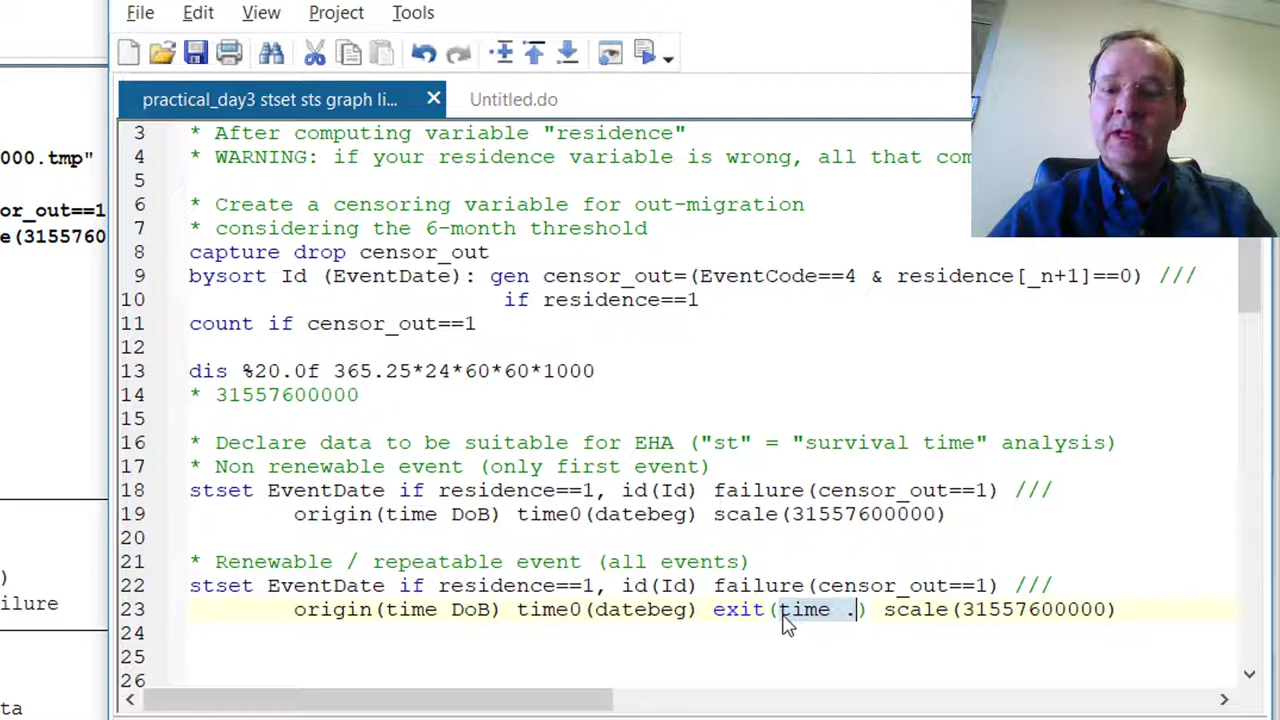 File Edit View Project Tools
practical_day3 stset sts graph li... Untitled.do
000.tmp"
or_out==1
e(3155760
)
ilure
ta
3 * After computing variable "residence"
4 * WARNING: if your residence variable is wrong, all that com
5
6 * Create a censoring variable for out-migration
7 * considering the 6-month threshold
8 capture drop censor_out
9 bysort Id (EventDate): gen censor_out=(EventCode==4 & residence[_n+1]==0) ///
10 if residence==1
11 count if censor_out==1
12
13 dis %20.0f 365.25*24*60*60*1000
14 * 31557600000
15
16 * Declare data to be suitable for EHA ("st" = "survival time" analysis)
17 * Non renewable event (only first event)
18 stset EventDate if residence==1, id(Id) failure(censor_out==1) ///
19 origin(time DoB) time0(datebeg) scale(31557600000)
20
21 * Renewable / repeatable event (all events)
22 stset EventDate if residence==1, id(Id) failure(censor_out==1) ///
23 origin(time DoB) time0(datebeg) exit(time .) scale(31557600000)
24
25
26